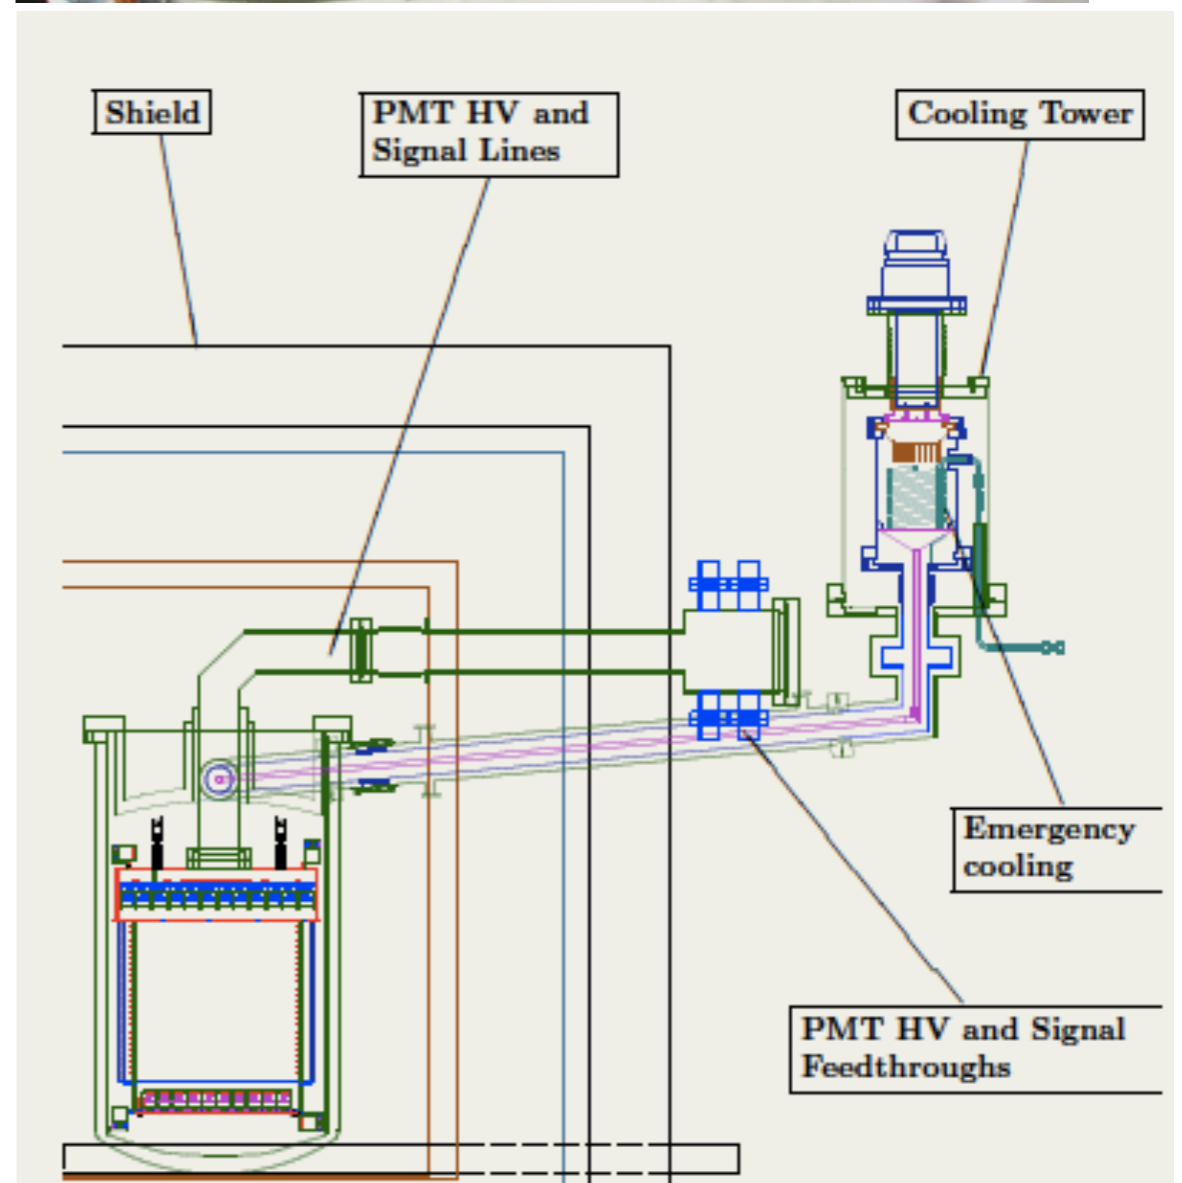 Shield
PMT HV and
Signal Lines
Cooling Tower
Emergency
cooling
PMT HV and Signal
Feedthroughs